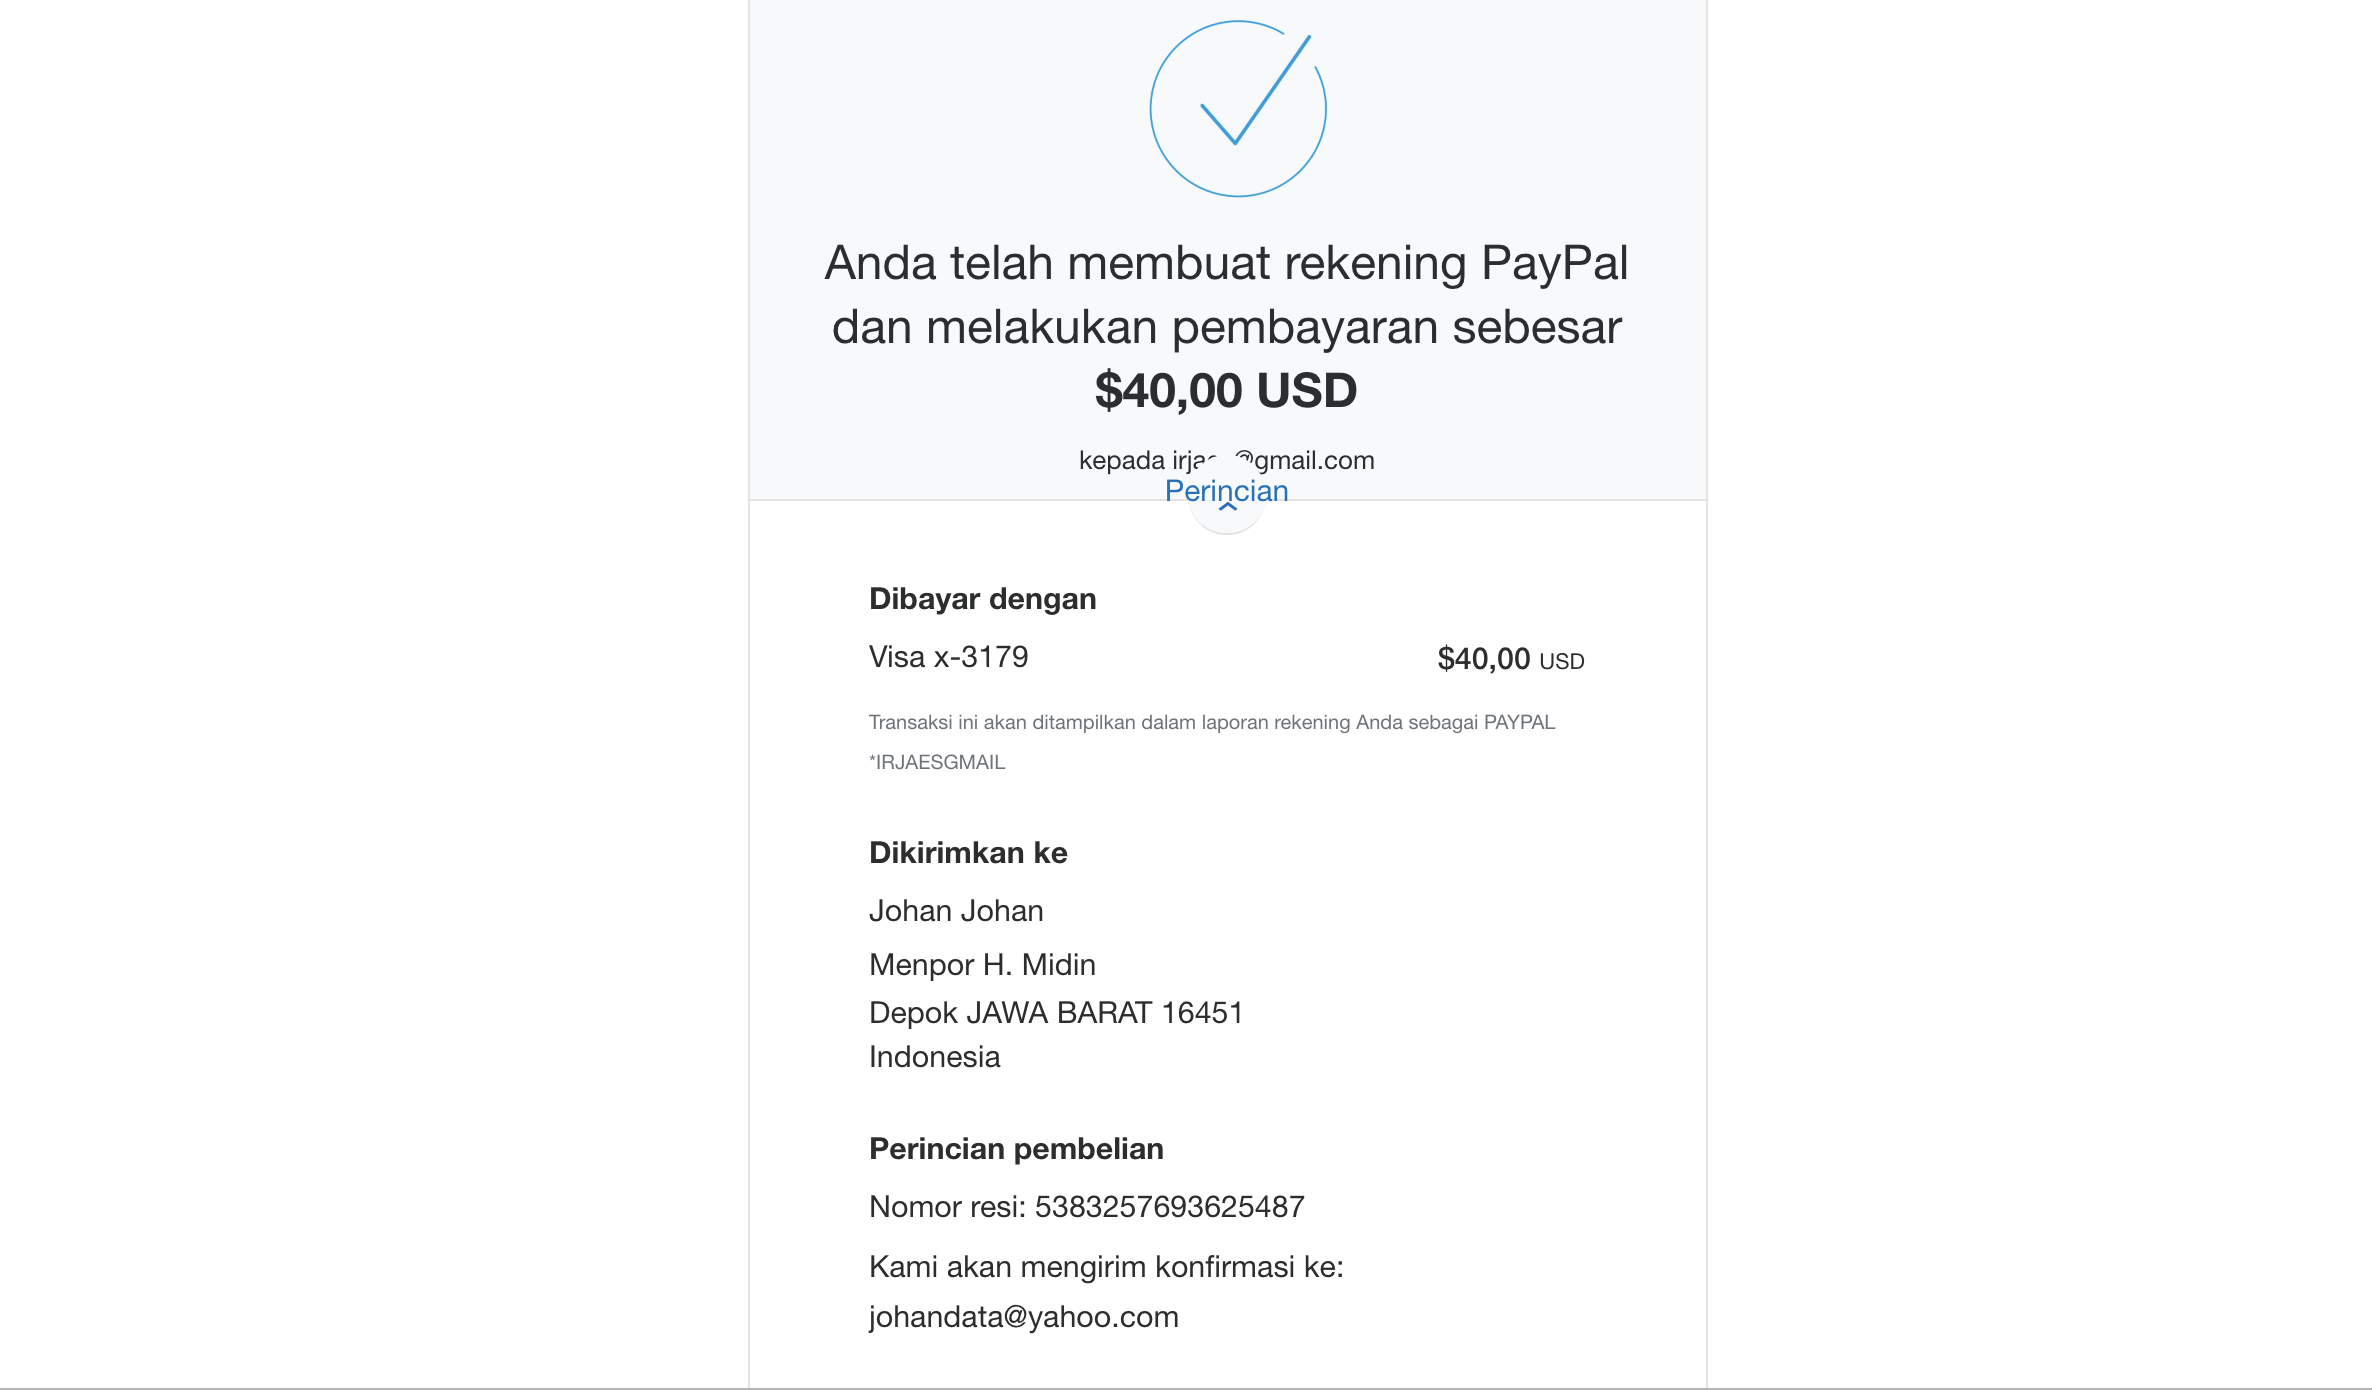 Anda telah membuat rekening PayPal
dan melakukan pembayaran sebesar
$40,00 USD
kepada @gmail.com
Perincian
Dibayar dengan
Visa x-3179 $40,00 USD
Transaksi ini akan ditampilkan dalam laporan rekening Anda sebagai PAYPAL
*IRJAESGMAIL
Dikirimkan ke
Johan Johan
Menpor H. Midin
Depok JAWA BARAT 16451
Indonesia
Perincian pembelian
Nomor resi: 5383257693625487
Kami akan mengirim konfirmasi ke:
johandata@yahoo.com